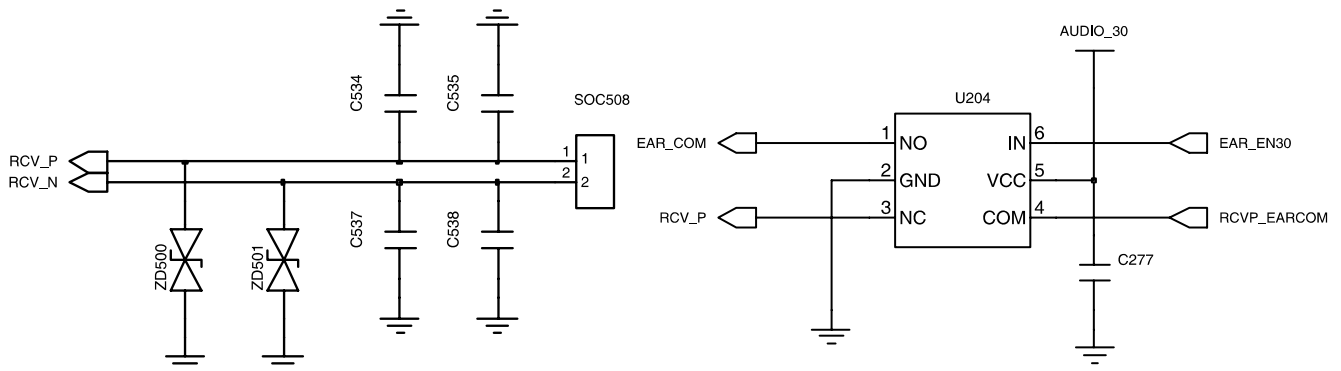 C534
C535
SOC508
RCV_P
1
1
RCV_N
2
2
ZD500
ZD501
C537
C538
AUDIO_30
U204
EAR_COM
1
NO
IN
6
EAR_EN30
2
GND
VCC
5
RCV_P
3
NC
COM
4
RCVP_EARCOM
C277